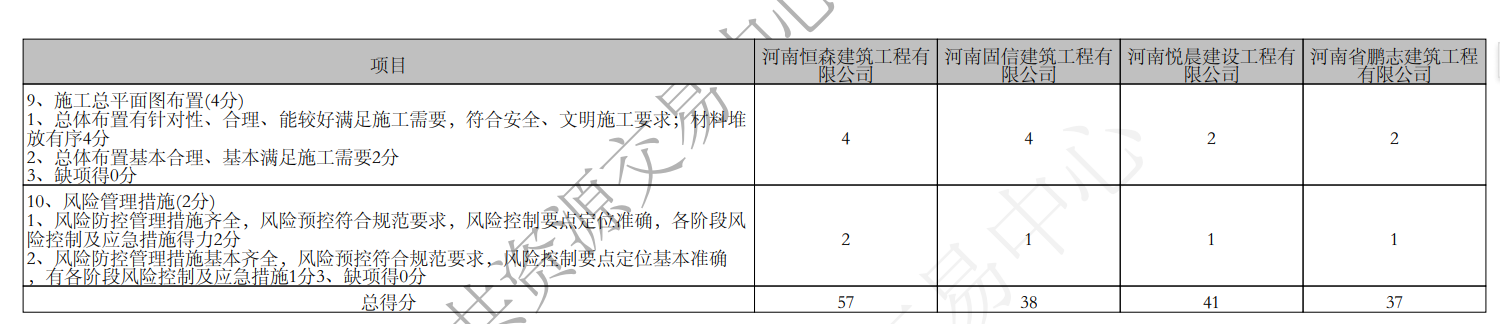 项目
河南恒森建筑工程有
限公司
河南固信建筑工程有
限公司
河南悦晨建设工程有
限公司
河南省鹏志建筑工程
有限公司
9、施工总平面图布置(4分)
1、总体布置有针对性、合理、能较好满足施工需要，符合安全、文明施工要求；材料堆
放有序4分
2、总体布置基本合理、基本满足施工需要2分
3、缺项得0分
4
4
2
2
10、风险管理措施(2分)
1、风险防控管理措施齐全，风险预控符合规范要求，风险控制要点定位准确，各阶段风
险控制及应急措施得力2分
2、风险防控管理措施基本齐全，风险预控符合规范要求，风险控制要点定位基本准确
，有各阶段风险控制及应急措施1分3、缺项得0分
2
1
1
1
总得分
57
38
41
37
共资源交易中心
易中心